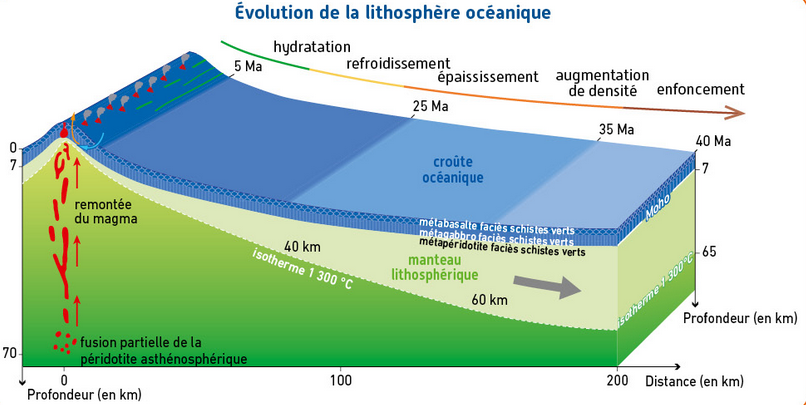 Évolution de la lithosphère océanique
hydratation
refroidissement
épaississement
augmentation
de densité
enfoncement
5 Ma
25 Ma
35 Ma
40 Ma
0
7
70
remontée
du magma
fusion partielle de la
péridotite asthénosphérique
croûte
océanique
métabasalte faciès schistes verts
métagabbro faciès schistes verts
métapéridotite faciès schistes verts
40 km
isotherme 1 300 °C
manteau
lithosphérique
60 km
Moho
7
65
isotherme 1 300 °C
Profondeur (en km)
0
100
200
Distance (en km)
Profondeur (en km)